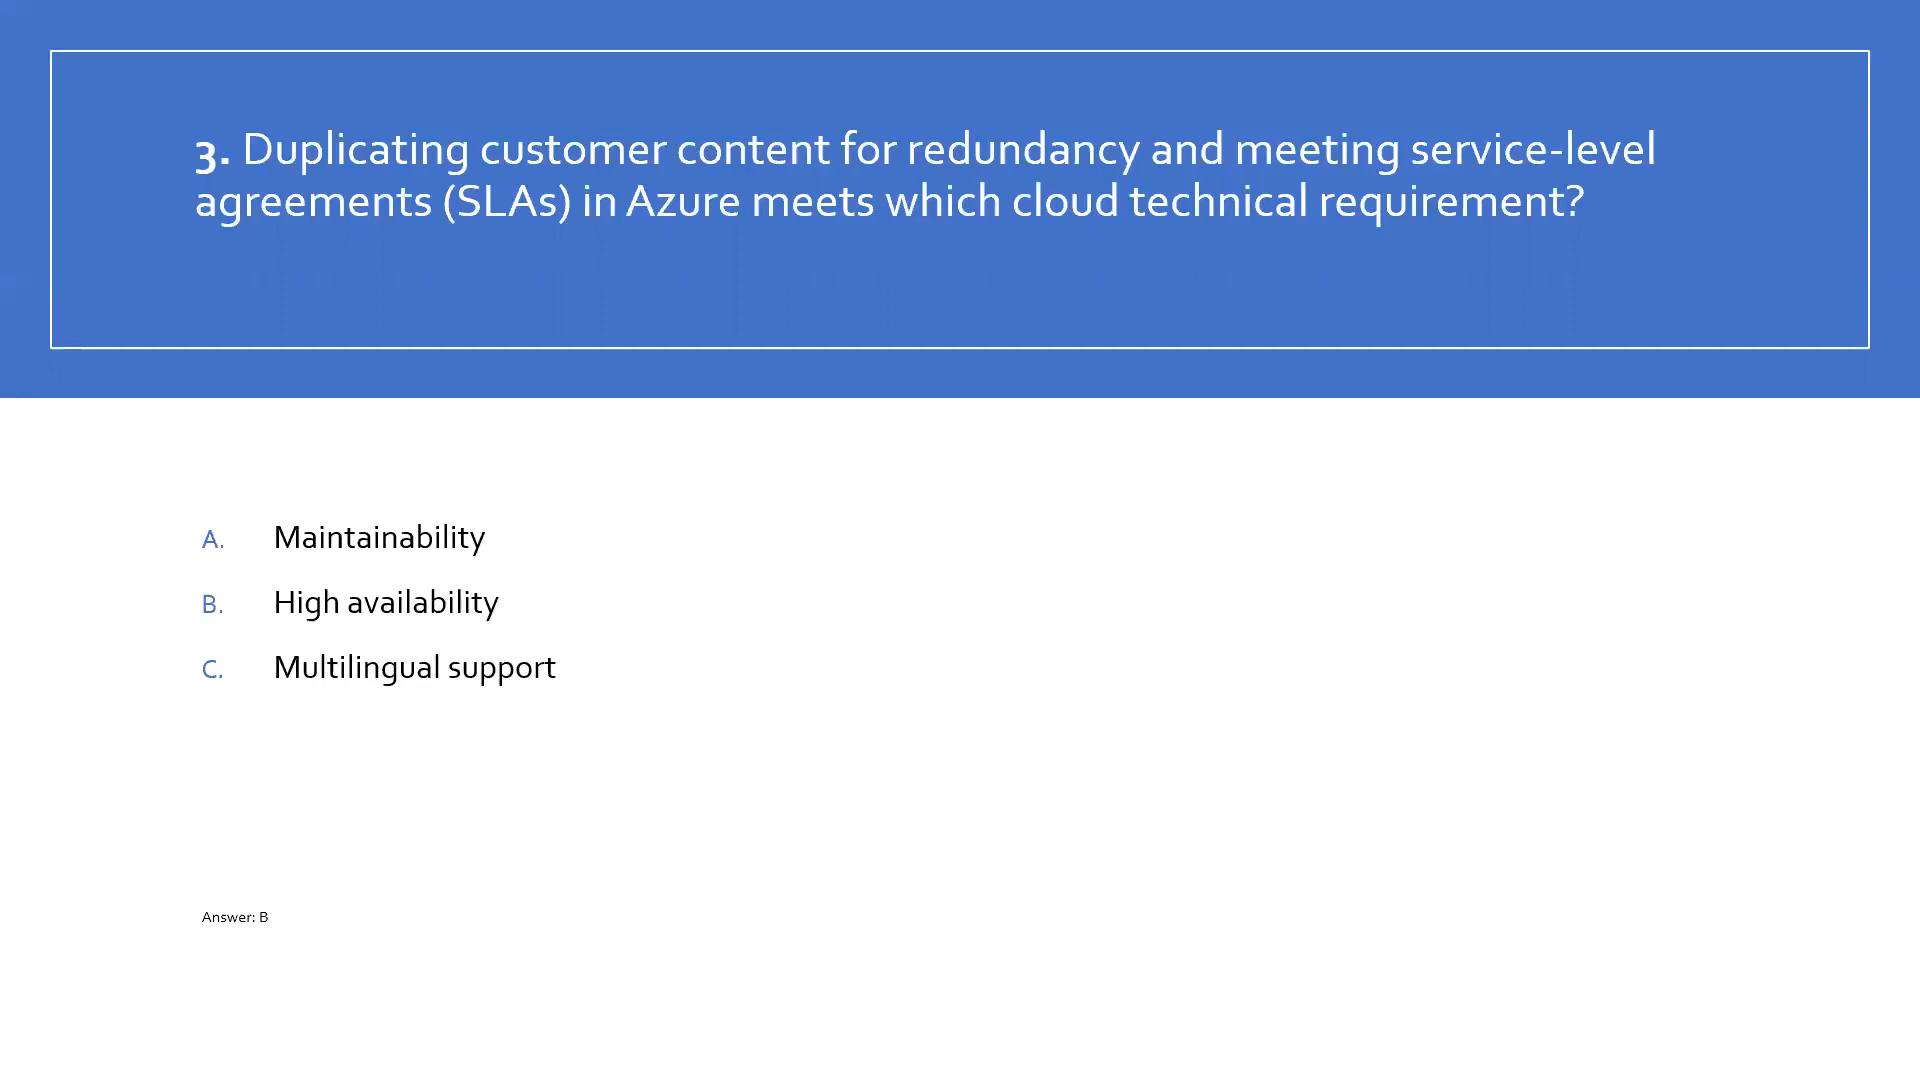 3. Duplicating customer content for redundancy and meeting service-level
agreements (SLAs) in Azure meets which cloud technical requirement?
A. Maintainability
B. High availability
C. Multilingual support
Answer: B